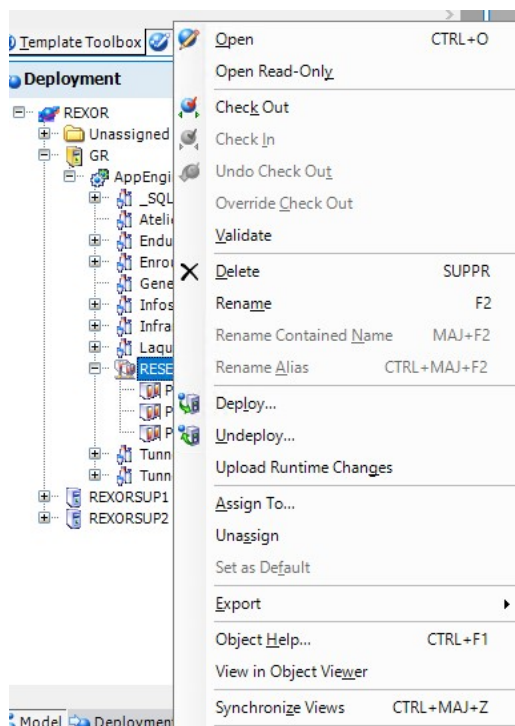 Template Toolbox
Deployment
REXOR
Unassigned
GR
AppEngi
_SQL
Ateli
Endu
Enro
Gene
Infos
Infra
Laqu
RESE
P
P
P
Tunn
Tunn
REXORSUP1
REXORSUP2
Model Deployment
Open CTRL+O
Open Read-Only
Check Out
Check In
Undo Check Out
Override Check Out
Validate
Delete SUPPR
Rename F2
Rename Contained Name MAJ+F2
Rename Alias CTRL+MAJ+F2
Deploy...
Undeploy...
Upload Runtime Changes
Assign To...
Unassign
Set as Default
Export
Object Help... CTRL+F1
View in Object Viewer
Synchronize Views CTRL+MAJ+Z